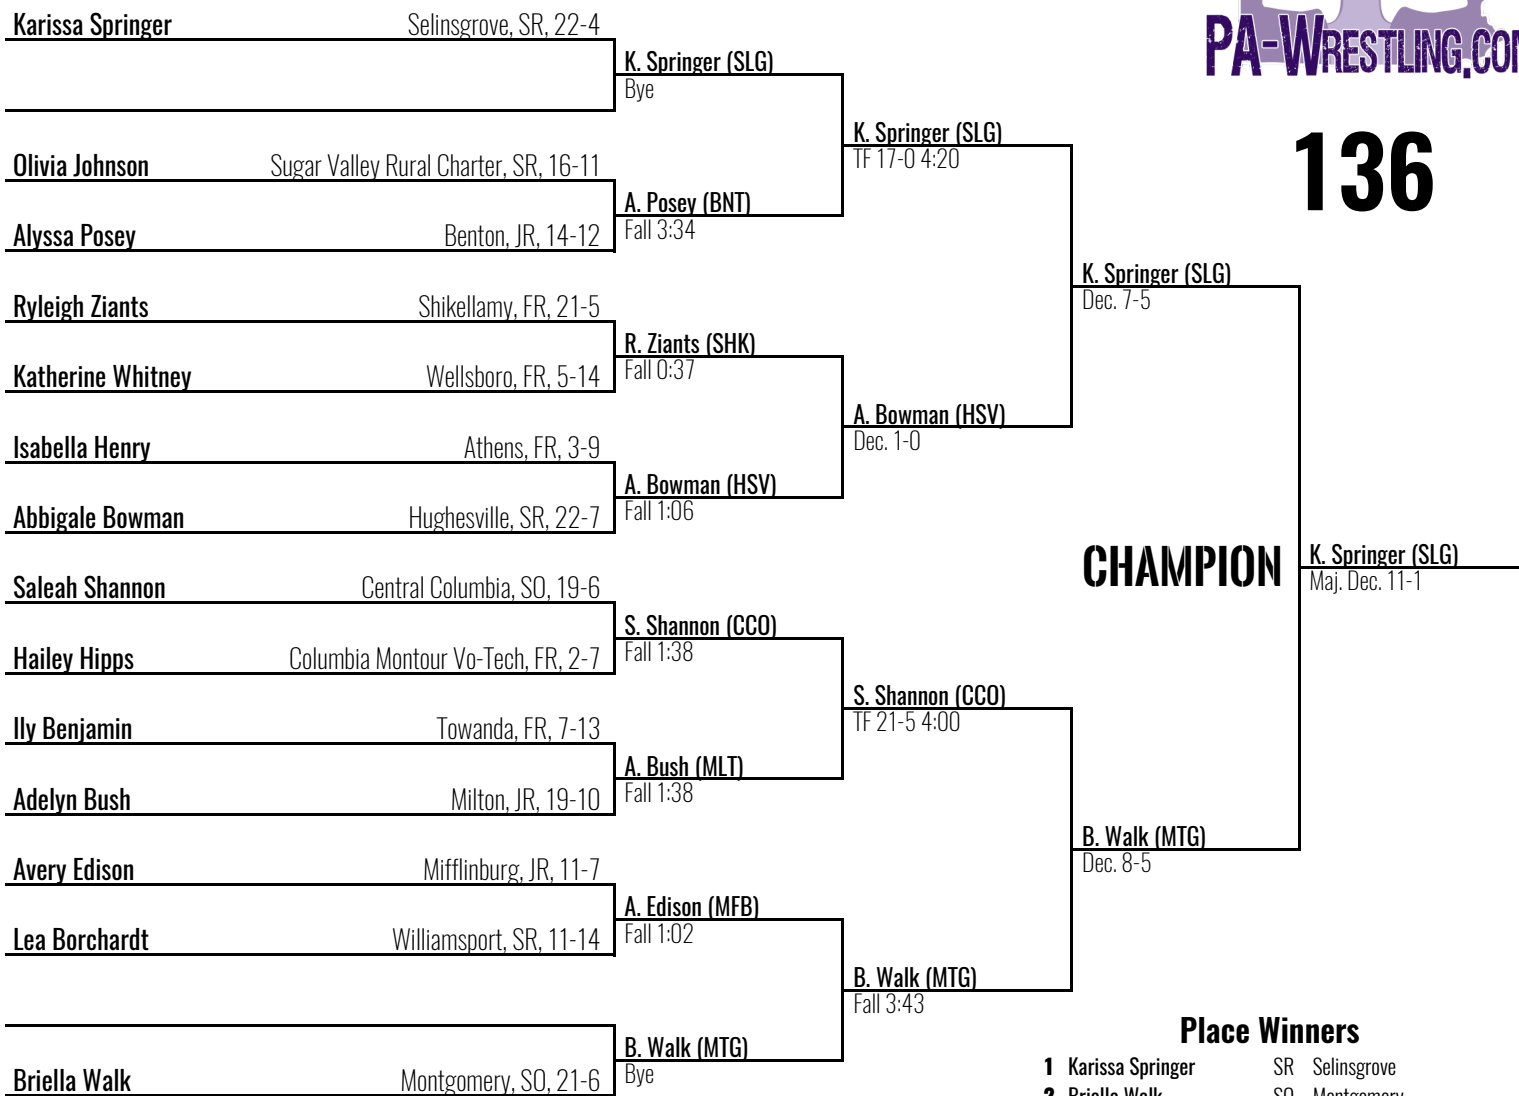 PA-WRESTLING.CO
136
Karissa Springer Selinsgrove, SR, 22-4
K. Springer (SLG)
Bye
K. Springer (SLG)
TF 17-0 4:20
Olivia Johnson Sugar Valley Rural Charter, SR, 16-11
A. Posey (BNT)
Fall 3:34
Alyssa Posey Benton, JR, 14-12
K. Springer (SLG)
Dec. 7-5
Ryleigh Ziants Shikellamy, FR, 21-5
R. Ziants (SHK)
Fall 0:37
Katherine Whitney Wellsboro, FR, 5-14
A. Bowman (HSV)
Dec. 1-0
Isabella Henry Athens, FR, 3-9
A. Bowman (HSV)
Fall 1:06
Abbigale Bowman Hughesville, SR, 22-7
CHAMPION
K. Springer (SLG)
Maj. Dec. 11-1
Saleah Shannon Central Columbia, SO, 19-6
S. Shannon (CCO)
Fall 1:38
Hailey Hipps Columbia Montour Vo-Tech, FR, 2-7
S. Shannon (CCO)
TF 21-5 4:00
Ily Benjamin Towanda, FR, 7-13
A. Bush (MLT)
Fall 1:38
Adelyn Bush Milton, JR, 19-10
B. Walk (MTG)
Dec. 8-5
Avery Edison Mifflinburg, JR, 11-7
A. Edison (MFB)
Fall 1:02
Lea Borchardt Williamsport, SR, 11-14
B. Walk (MTG)
Fall 3:43
B. Walk (MTG)
Bye
Briella Walk Montgomery, SO, 21-6
Place Winners
1 Karissa Springer SR Selinsgrove
2 Briella Walk SO Montgomery